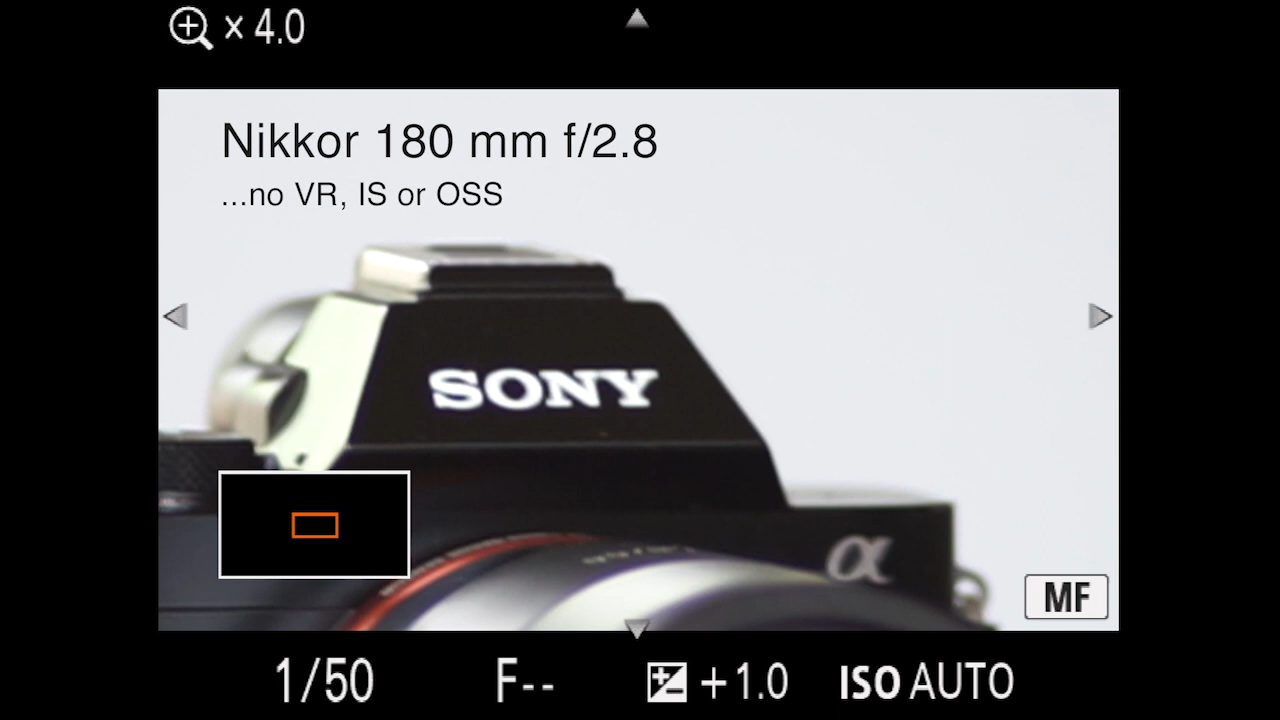 × 4.0
Nikkor 180 mm f/2.8
...no VR, IS or OSS
SONY
α
MF
1/50 F-- +1.0 ISO AUTO